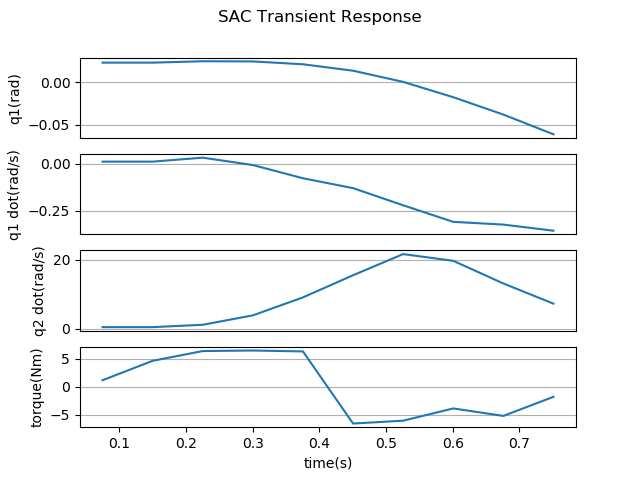 SAC Transient Response
q1(rad)
0.00
−0.05
q1 dot(rad/s)
0.00
−0.25
q2 dot(rad/s)
20
0
torque(Nm)
5
0
−5
0.1 0.2 0.3 0.4 0.5 0.6 0.7
time(s)